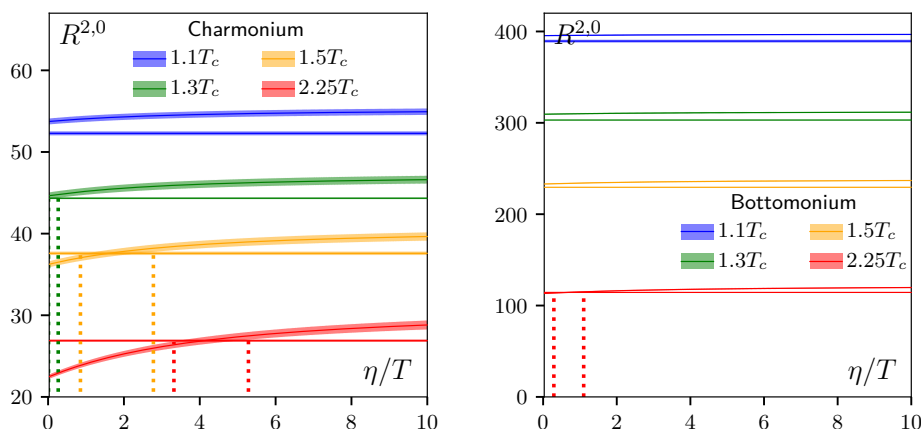 R^{2,0}
Charmonium
1.1T_c
1.5T_c
1.3T_c
2.25T_c
60
50
40
30
20
η/T
0 2 4 6 8 10
R^{2,0}
400
300
200
100
0
Bottomonium
1.1T_c
1.5T_c
1.3T_c
2.25T_c
η/T
0 2 4 6 8 10